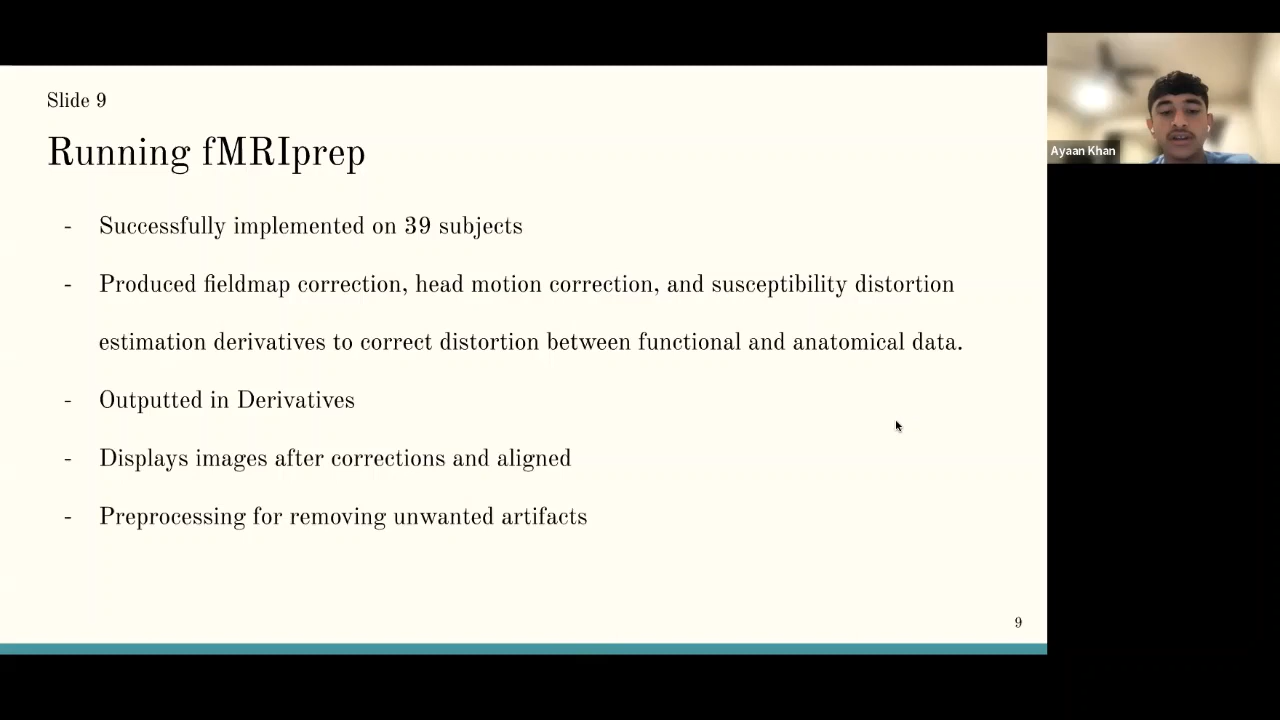 Slide 9
Running fMRIprep
- Successfully implemented on 39 subjects
- Produced fieldmap correction, head motion correction, and susceptibility distortion
estimation derivatives to correct distortion between functional and anatomical data.
- Outputted in Derivatives
- Displays images after corrections and aligned
- Preprocessing for removing unwanted artifacts
9
Ayaan Khan